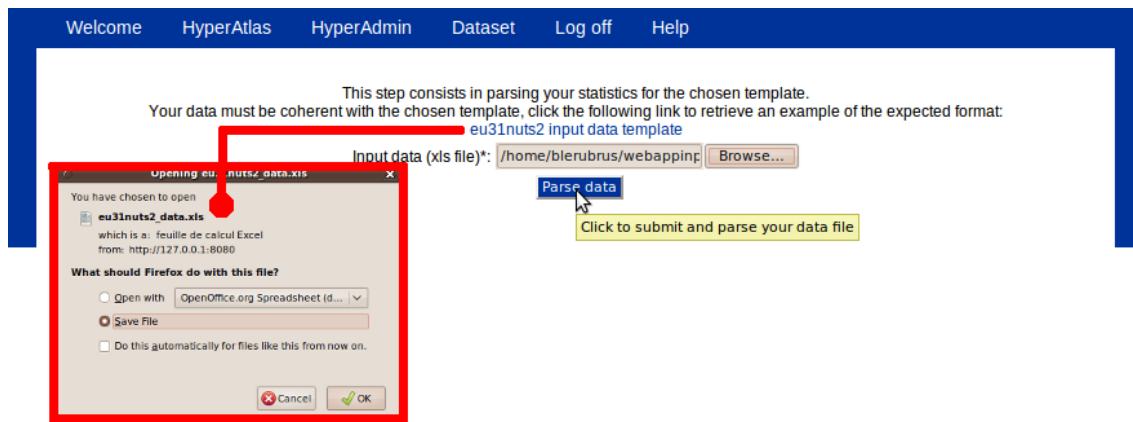 Welcome HyperAtlas HyperAdmin Dataset Log off Help
This step consists in parsing your statistics for the chosen template.
Your data must be coherent with the chosen template, click the following link to retrieve an example of the expected format:
eu31nuts2 input data template
Input data (xls file)*: /home/blerubrus/webappinp Browse...
Parse data
Click to submit and parse your data file
Opening
You have chosen to open
eu31nuts2_data.xls
which is a: feuille de calcul Excel
from: http://127.0.0.1:8080
What should Firefox do with this file?
Open with OpenOffice.org Spreadsheet (d...
Save File
Do this automatically for files like this from now on.
Cancel OK